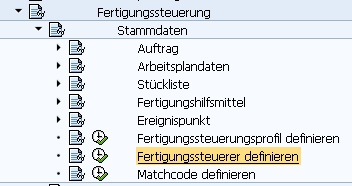 Fertigungssteuerung
Stammdaten
Auftrag
Arbeitsplandaten
Stückliste
Fertigungshilfsmittel
Ereignispunkt
Fertigungssteuerungsprofil definieren
Fertigungssteuerer definieren
Matchcode definieren